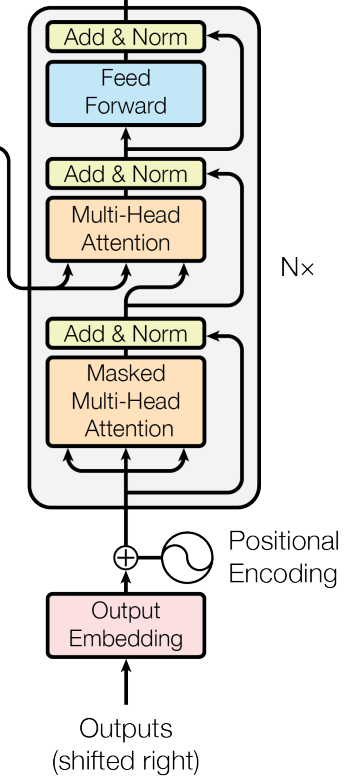 Add & Norm
Feed
Forward
Add & Norm
Multi-Head
Attention
N×
Add & Norm
Masked
Multi-Head
Attention
Positional
Encoding
Output
Embedding
Outputs
(shifted right)